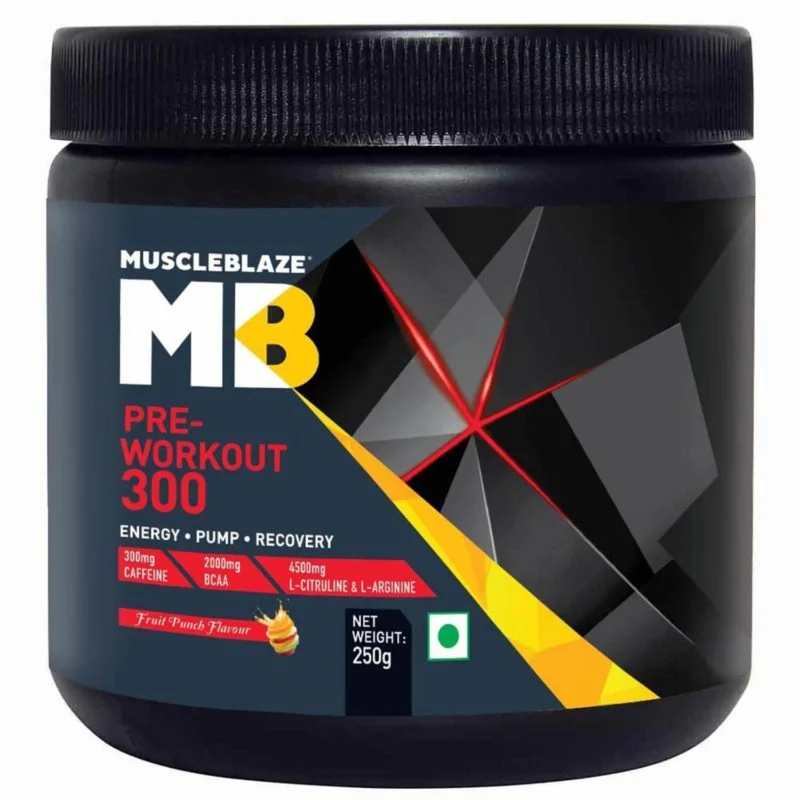 MUSCLEBLAZE®
MB
PRE-
WORKOUT
300
ENERGY • PUMP • RECOVERY
300mg
CAFFEINE
2000mg
BCAA
4500mg
L-CITRULINE & L-ARGININE
Fruit Punch Flavour
NET
WEIGHT:
250g